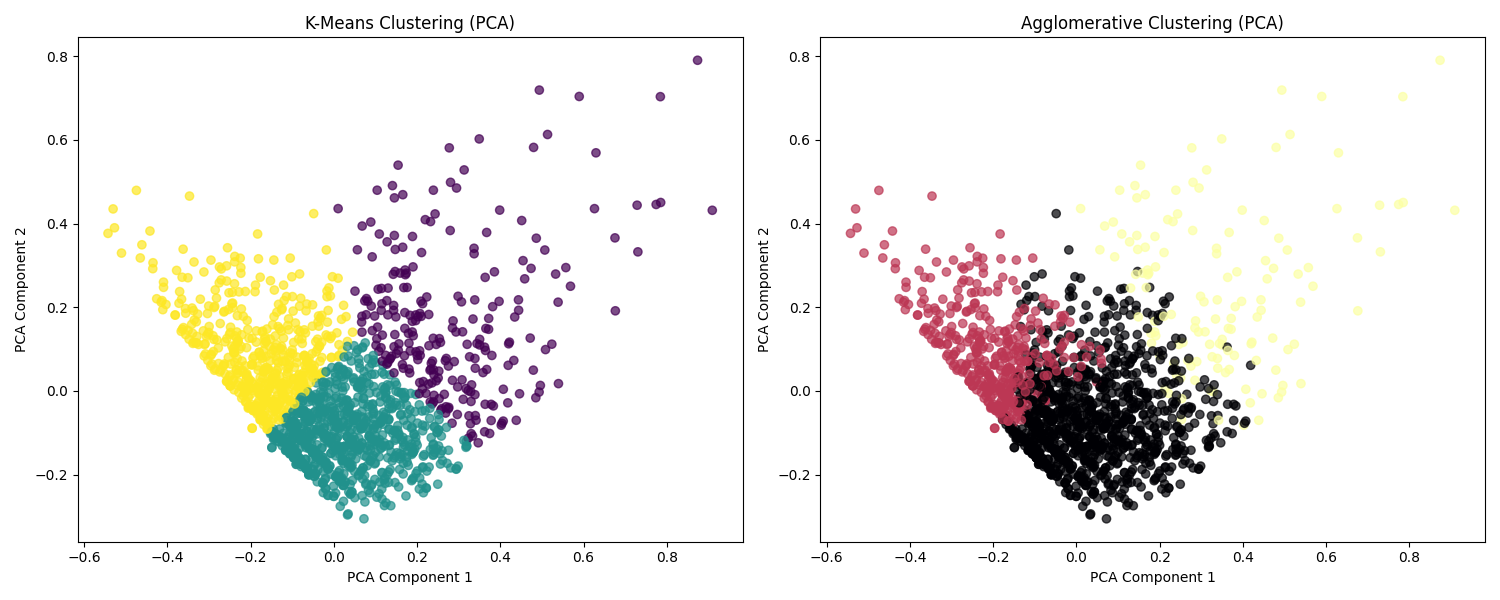 K-Means Clustering (PCA)
0.8
0.6
0.4
0.2
0.0
−0.2
PCA Component 2
−0.6 −0.4 −0.2 0.0 0.2 0.4 0.6 0.8
PCA Component 1
Agglomerative Clustering (PCA)
0.8
0.6
0.4
0.2
0.0
−0.2
PCA Component 2
−0.6 −0.4 −0.2 0.0 0.2 0.4 0.6 0.8
PCA Component 1